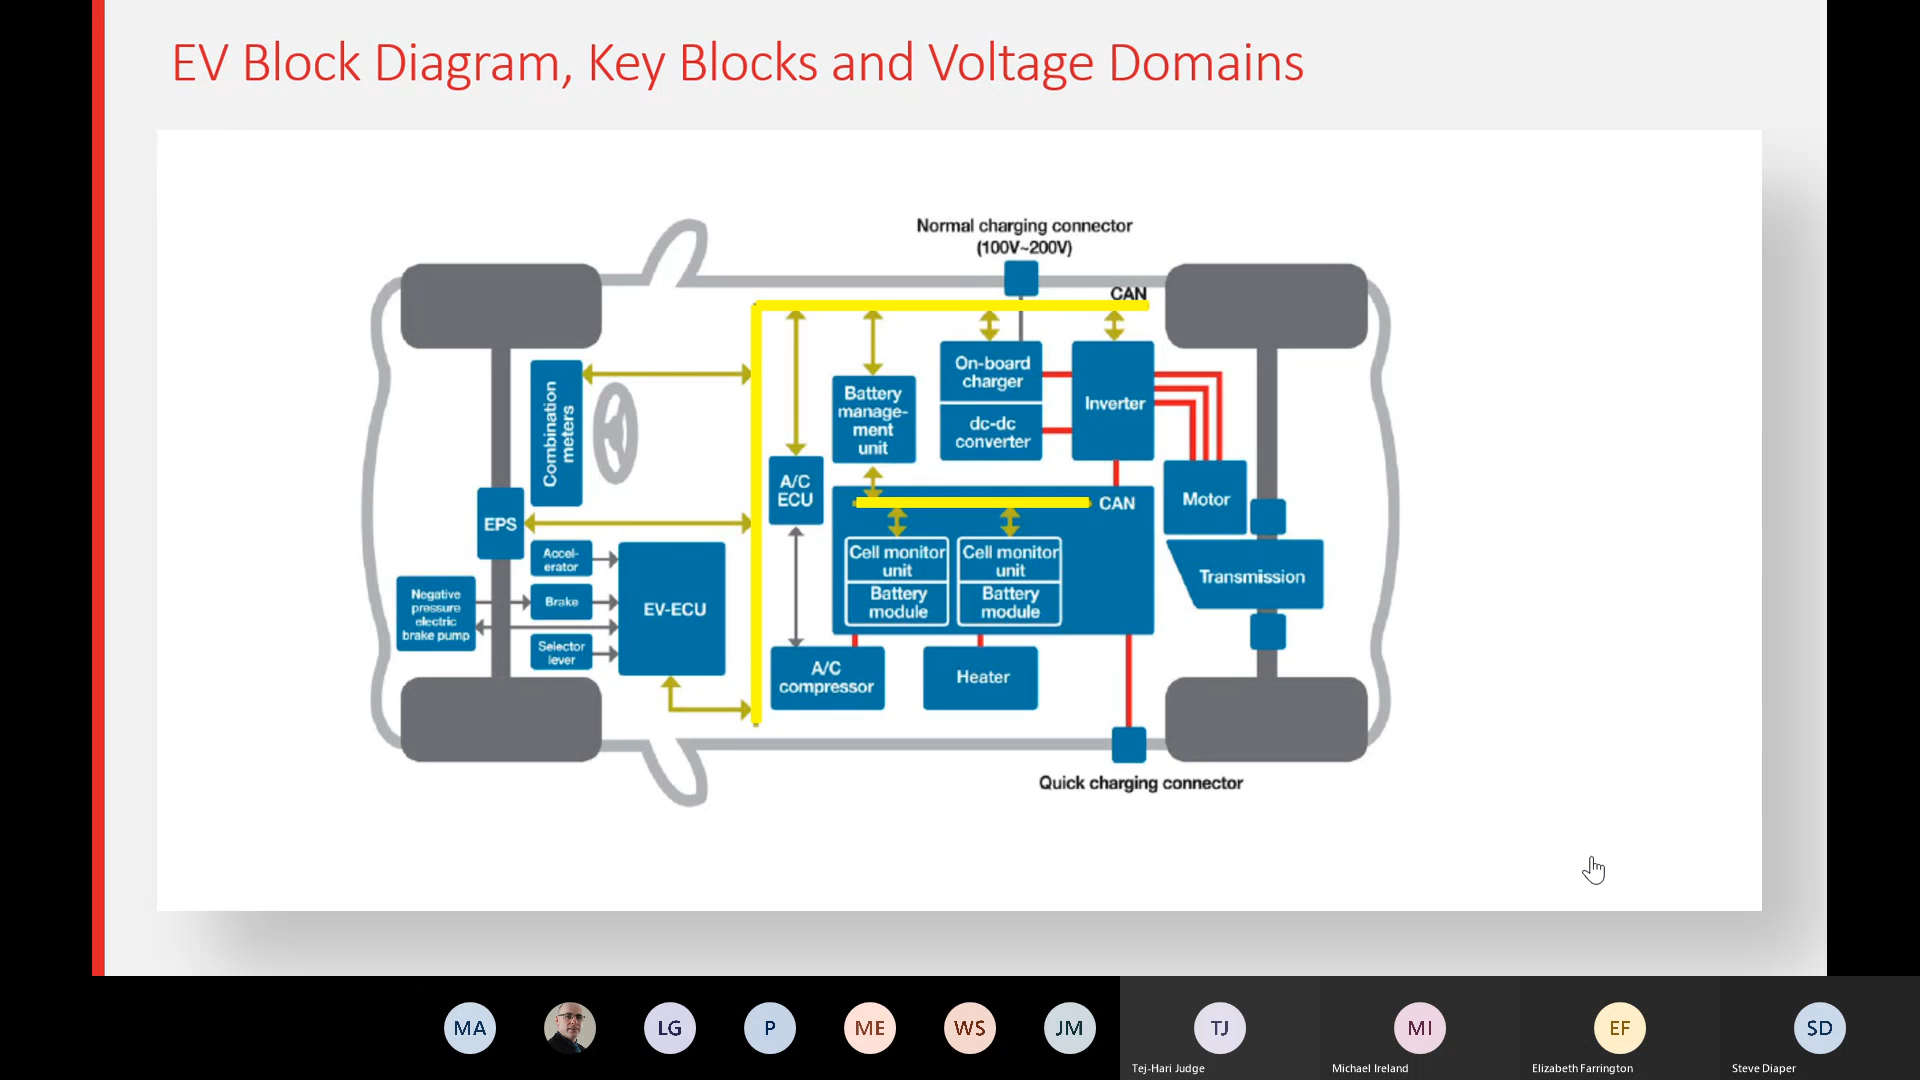 EV Block Diagram, Key Blocks and Voltage Domains
Normal charging connector
(100V~200V)
CAN
Combination
meters
Battery
manage-
ment
unit
On-board
charger
dc-dc
converter
Inverter
A/C
ECU
CAN
Motor
EPS
Cell monitor
unit
Battery
module
Cell monitor
unit
Battery
module
Transmission
Accel-
erator
Brake
Selector
lever
Negative
pressure
electric
brake pump
EV-ECU
A/C
compressor
Heater
Quick charging connector
MA
LG
P
ME
WS
JM
TJ
MI
EF
SD
Tej-Hari Judge
Michael Ireland
Elizabeth Farrington
Steve Diaper